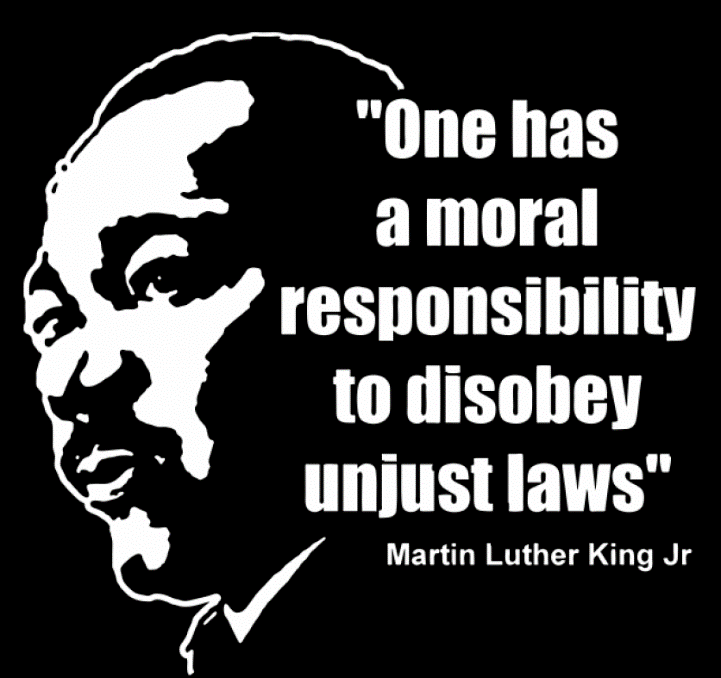 "One has
a moral
responsibility
to disobey
unjust laws"
Martin Luther King Jr